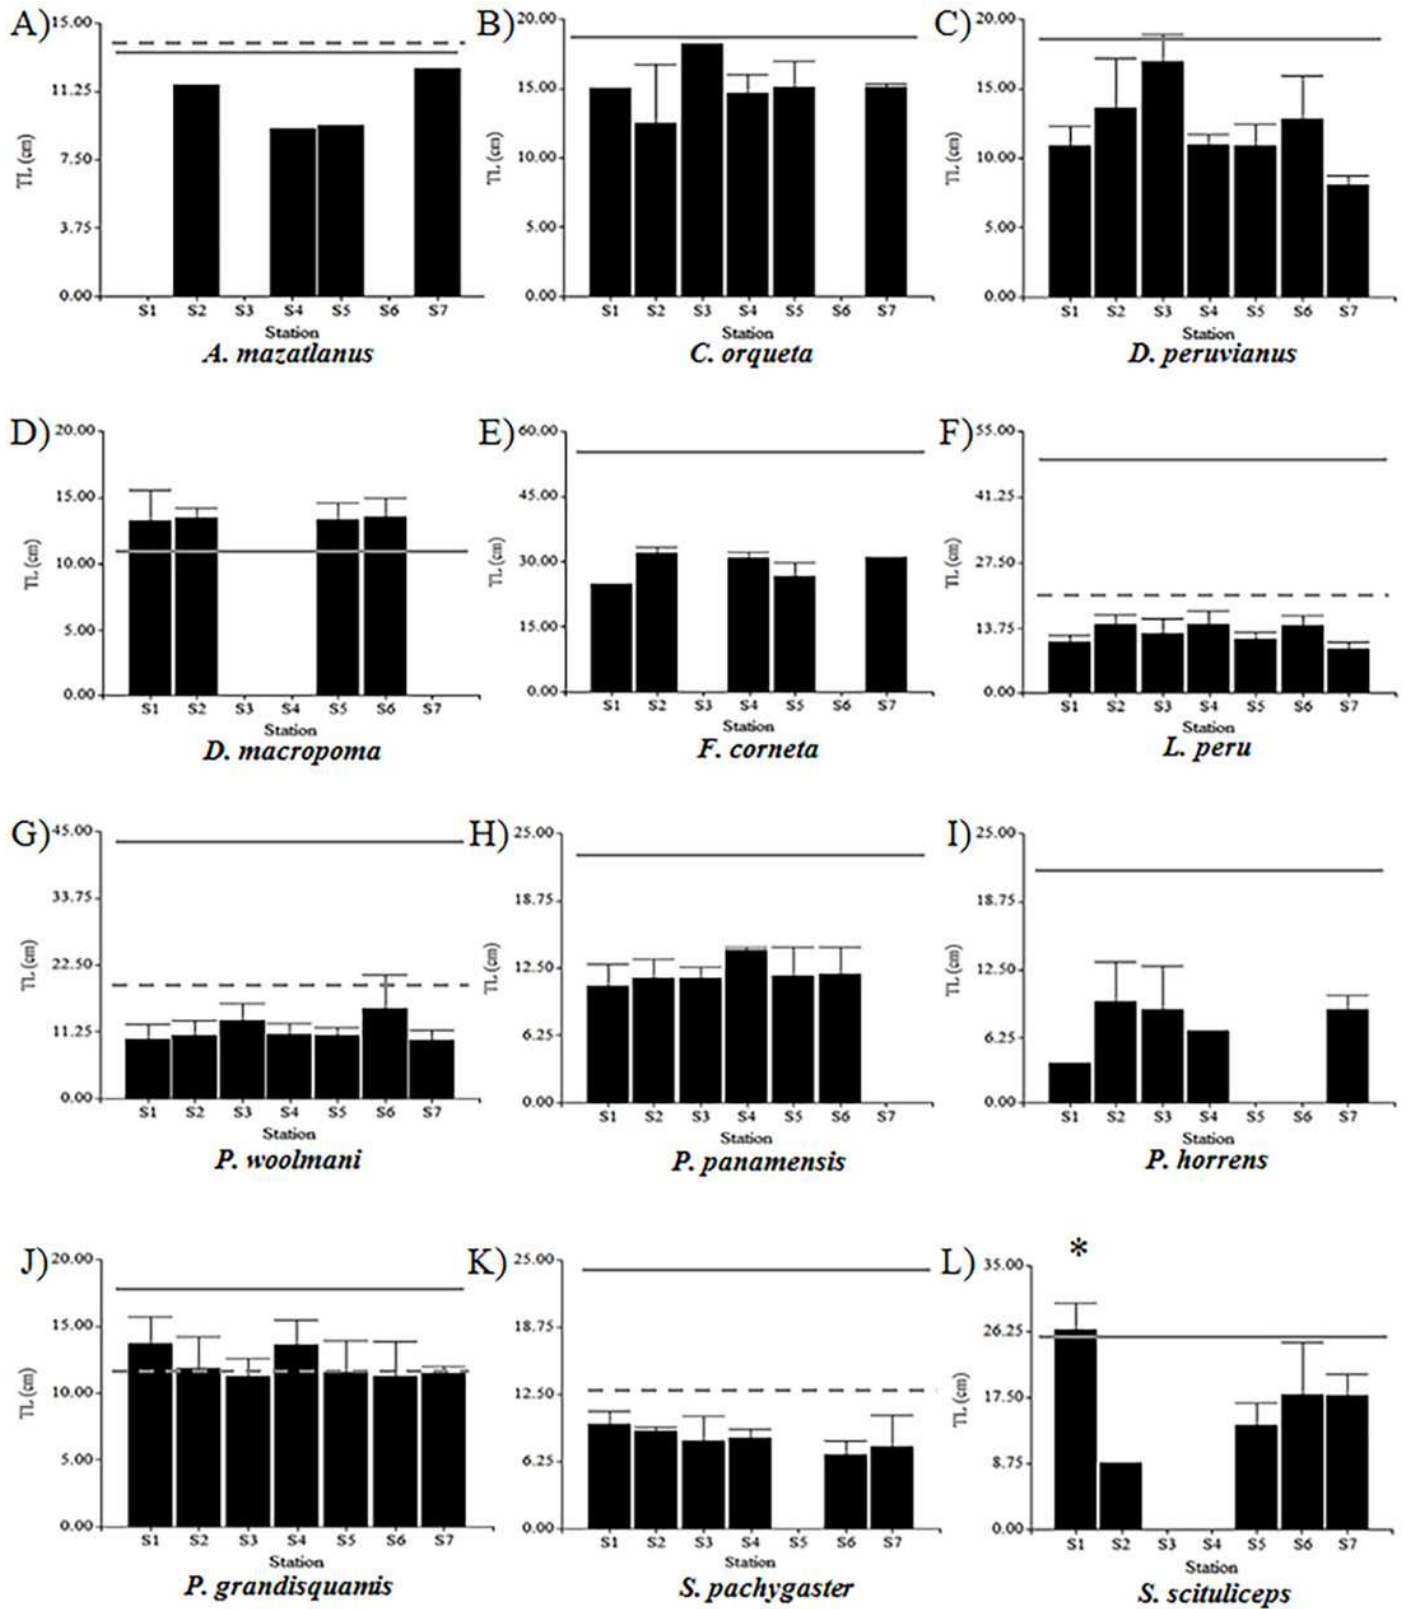 A) B) C)
15.00 11.25 7.50 3.75 0.00
TL (cm)
S1 S2 S3 S4 S5 S6 S7
Station
A. mazatlanus
20.00 15.00 10.00 5.00 0.00
TL (cm)
S1 S2 S3 S4 S5 S6 S7
Station
C. orqueta
20.00 15.00 10.00 5.00 0.00
TL (cm)
S1 S2 S3 S4 S5 S6 S7
Station
D. peruvianus
D) E) F)
20.00 15.00 10.00 5.00 0.00
TL (cm)
S1 S2 S3 S4 S5 S6 S7
Station
D. macropoma
60.00 45.00 30.00 15.00 0.00
TL (cm)
S1 S2 S3 S4 S5 S6 S7
Station
F. corneta
55.00 41.25 27.50 13.75 0.00
TL (cm)
S1 S2 S3 S4 S5 S6 S7
Station
L. peru
G) H) I)
45.00 33.75 22.50 11.25 0.00
TL (cm)
S1 S2 S3 S4 S5 S6 S7
Station
P. woolmani
25.00 18.75 12.50 6.25 0.00
TL (cm)
S1 S2 S3 S4 S5 S6 S7
Station
P. panamensis
25.00 18.75 12.50 6.25 0.00
TL (cm)
S1 S2 S3 S4 S5 S6 S7
Station
P. horrens
J) K) L)
20.00 15.00 10.00 5.00 0.00
TL (cm)
S1 S2 S3 S4 S5 S6 S7
Station
P. grandisquamis
25.00 18.75 12.50 6.25 0.00
TL (cm)
S1 S2 S3 S4 S5 S6 S7
Station
S. pachygaster
*
35.00 26.25 17.50 8.75 0.00
TL (cm)
S1 S2 S3 S4 S5 S6 S7
Station
S. scituliceps